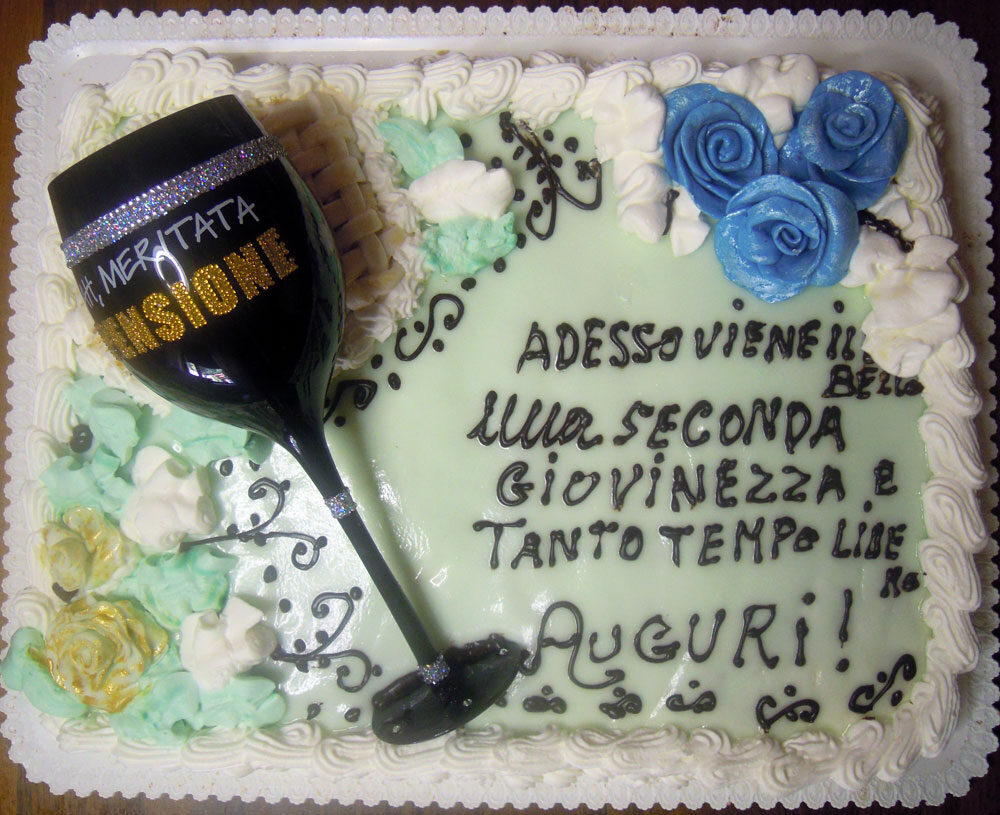 MERITATA
PENSIONE
ADESSO VIENE il
BELLO
una SECONDA
GIOVINEZZA E
TANTO TEMPO LIBE
Ro
AUGURI!